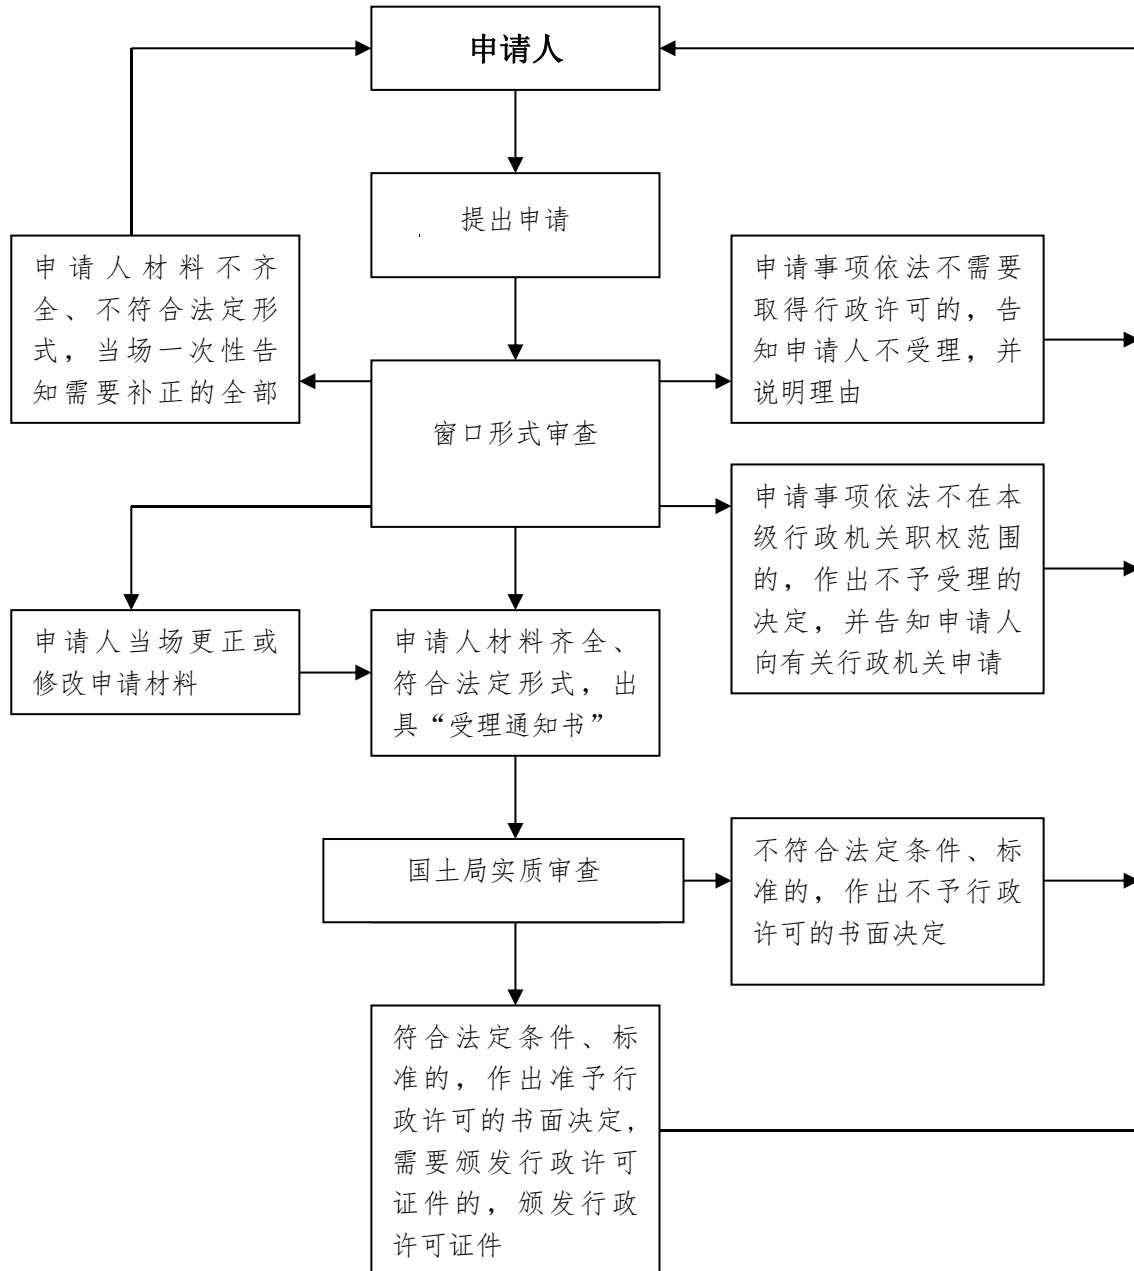 申请人
提出申请
申请人材料不齐
全、不符合法定形
式，当场一次性告
知需要补正的全部
申请事项依法不需要
取得行政许可的，告
知申请人不受理，并
说明理由
窗口形式审查
申请事项依法不在本
级行政机关职权范围
的，作出不予受理的
决定，并告知申请人
向有关行政机关申请
申请人当场更正或
修改申请材料
申请人材料齐全、
符合法定形式，出
具“受理通知书”
国土局实质审查
不符合法定条件、标
准的，作出不予行政
许可的书面决定
符合法定条件、标
准的，作出准予行
政许可的书面决定，
需要颁发行政许可
证件的，颁发行政
许可证件